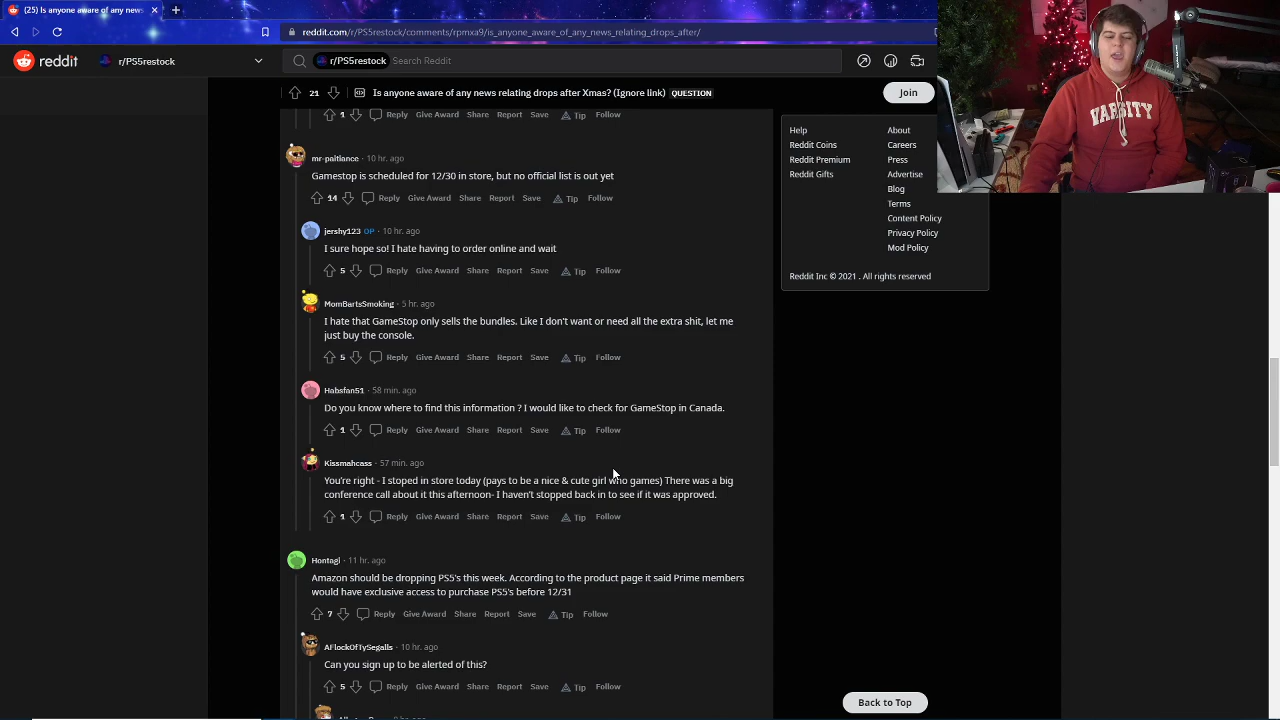 (25) Is anyone aware of any news
reddit.com/r/PS5restock/comments/rpmxa9/is_anyone_aware_of_any_news_relating_drops_after/
reddit
r/PS5restock
r/PS5restock
Search Reddit
21
Is anyone aware of any news relating drops after Xmas? (Ignore link) QUESTION
Join
1 Reply Give Award Share Report Save Tip Follow
mr-paitiance · 10 hr. ago
Gamestop is scheduled for 12/30 in store, but no official list is out yet
14 Reply Give Award Share Report Save Tip Follow
jershy123 OP · 10 hr. ago
I sure hope so! I hate having to order online and wait
5 Reply Give Award Share Report Save Tip Follow
MomBartsSmoking · 5 hr. ago
I hate that GameStop only sells the bundles. Like I don't want or need all the extra shit, let me
just buy the console.
5 Reply Give Award Share Report Save Tip Follow
Habsfan51 · 58 min. ago
Do you know where to find this information ? I would like to check for GameStop in Canada.
1 Reply Give Award Share Report Save Tip Follow
Kissmahcass · 57 min. ago
You're right - I stoped in store today (pays to be a nice & cute girl who games) There was a big
conference call about it this afternoon- I haven't stopped back in to see if it was approved.
1 Reply Give Award Share Report Save Tip Follow
Hontagi · 11 hr. ago
Amazon should be dropping PS5's this week. According to the product page it said Prime members
would have exclusive access to purchase PS5's before 12/31
7 Reply Give Award Share Report Save Tip Follow
AFlockOfTySegalls · 10 hr. ago
Can you sign up to be alerted of this?
5 Reply Give Award Share Report Save Tip Follow
Help About
Reddit Coins Careers
Reddit Premium Press
Reddit Gifts Advertise
Blog
Terms
Content Policy
Privacy Policy
Mod Policy
Reddit Inc © 2021 . All rights reserved
Back to Top
VARSITY